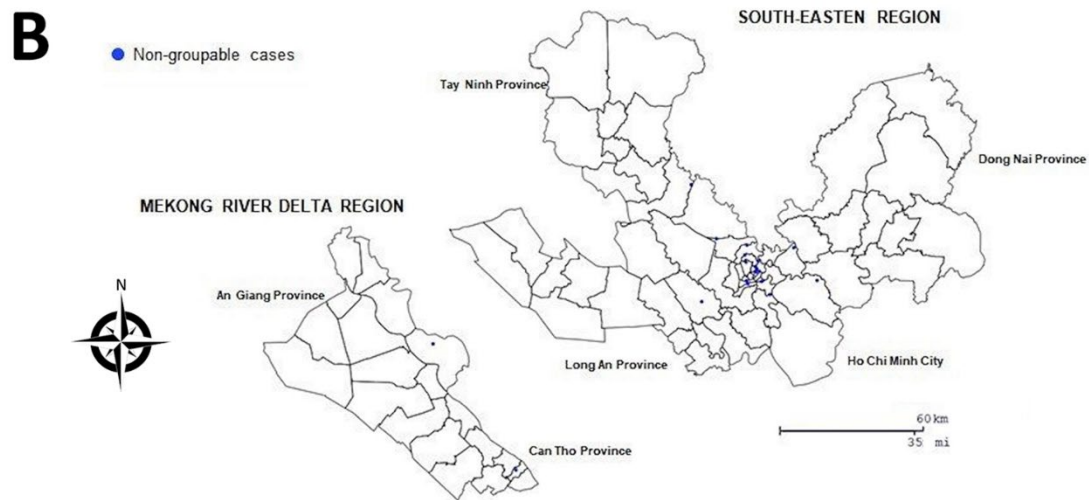 B
SOUTH-EASTEN REGION
Non-groupable cases
Tay Ninh Province
Dong Nai Province
MEKONG RIVER DELTA REGION
N
An Giang Province
Long An Province
Ho Chi Minh City
60 km
35 mi
Can Tho Province